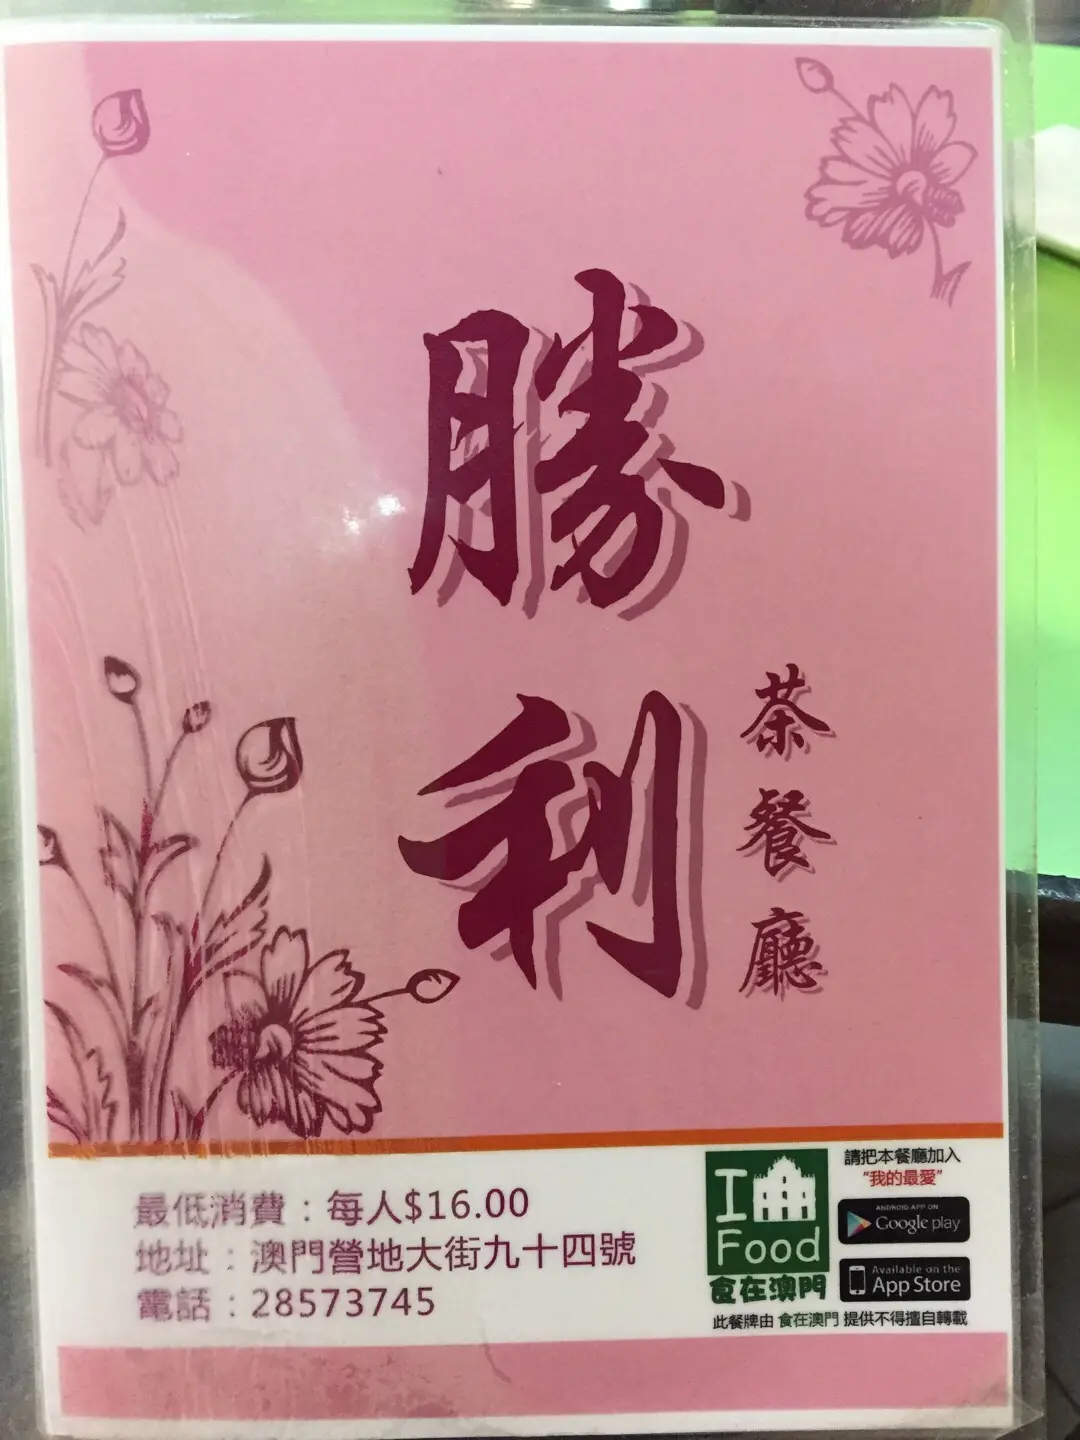 勝利
茶餐廳
最低消費：每人$16.00
地址：澳門營地大街九十四號
電話：28573745
I
Food
食在澳門
請把本餐廳加入
“我的最愛”
ANDROID APP ON
Google play
Available on the
App Store
此餐牌由 食在澳門 提供不得擅自轉載